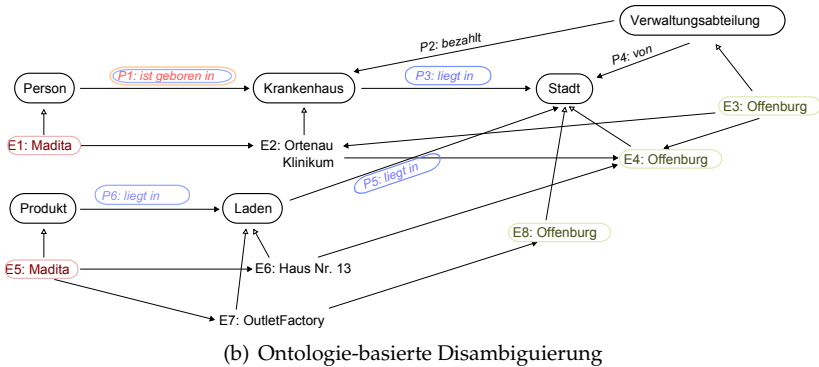 Verwaltungsabteilung
P2: bezahlt
P4: von
P1: ist geboren in
P3: liegt in
Person
Krankenhaus
Stadt
E3: Offenburg
E1: Madita
E2: Ortenau
Klinikum
E4: Offenburg
P5: liegt in
P6: liegt in
Produkt
Laden
E8: Offenburg
E5: Madita
E6: Haus Nr. 13
E7: OutletFactory
(b) Ontologie-basierte Disambiguierung